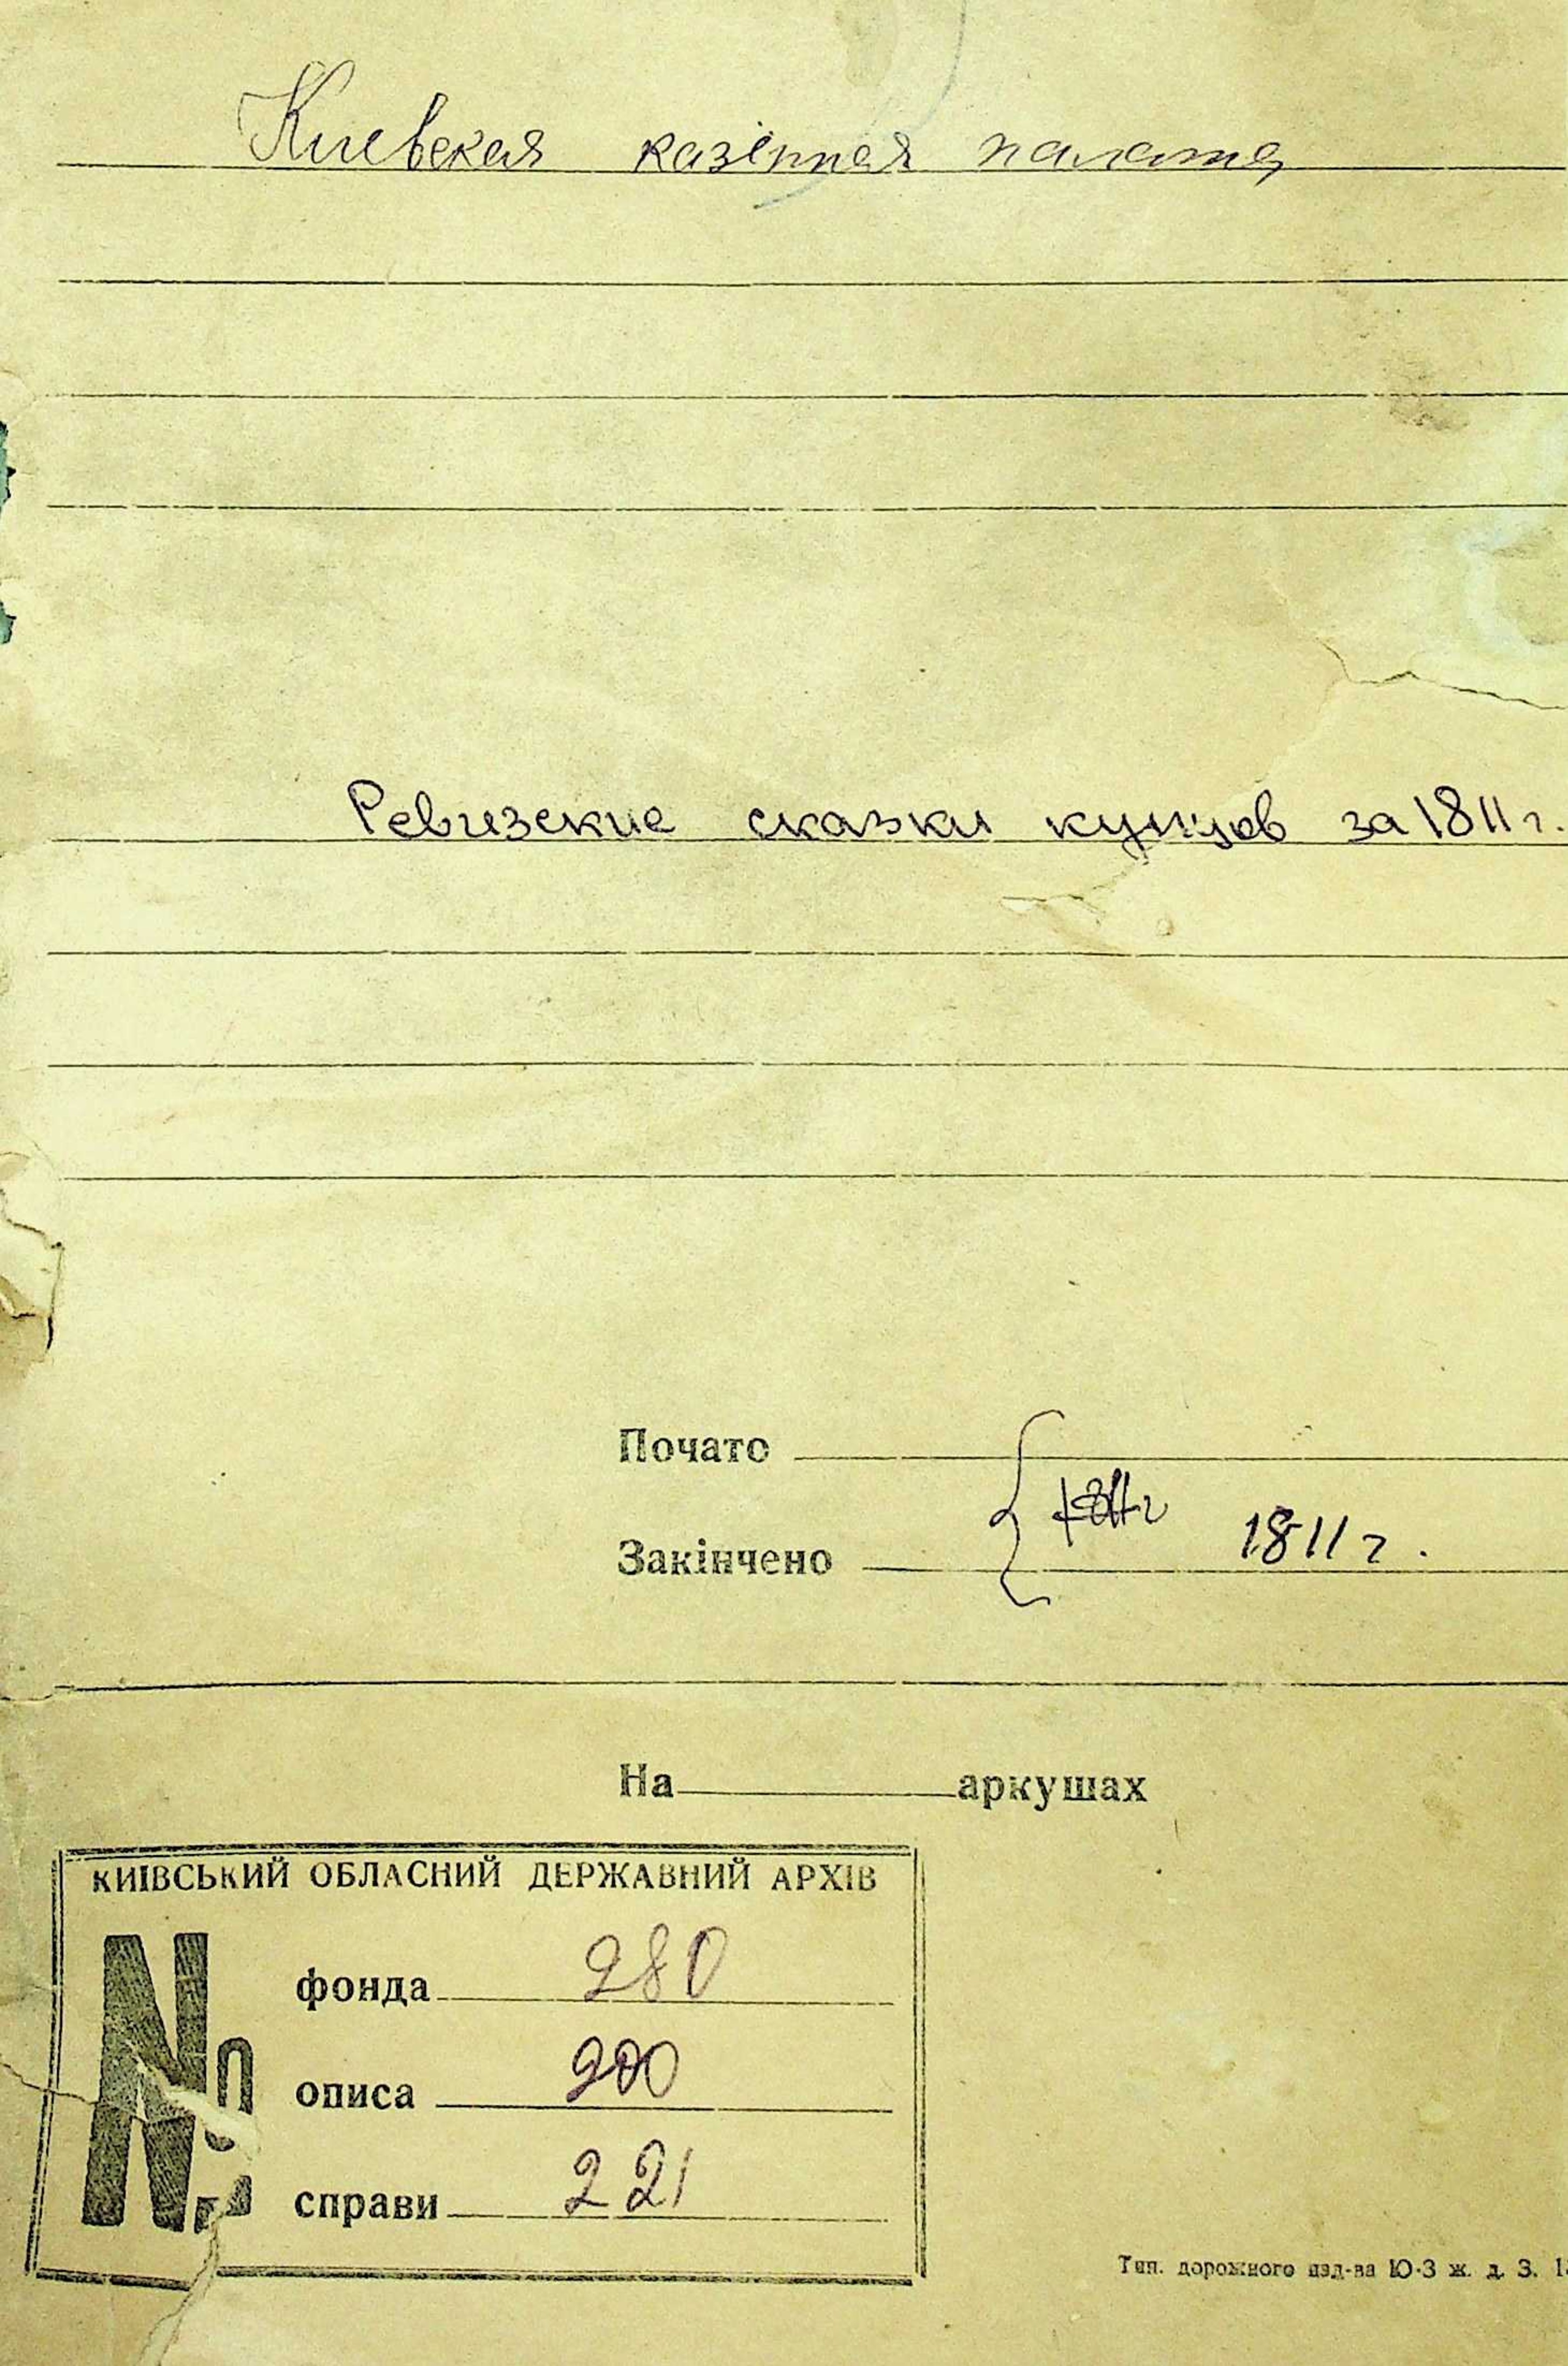 Киевская казённая палата
Ревизские сказки купцов за 1811 г.
Почато
Закінчено 1811 г.
На аркушах
КИЇВСЬКИЙ ОБЛАСНИЙ ДЕРЖАВНИЙ АРХІВ
№
фонда 280
описа
справи 221
Тип. дорожного изд-ва Ю-З ж. д. З.